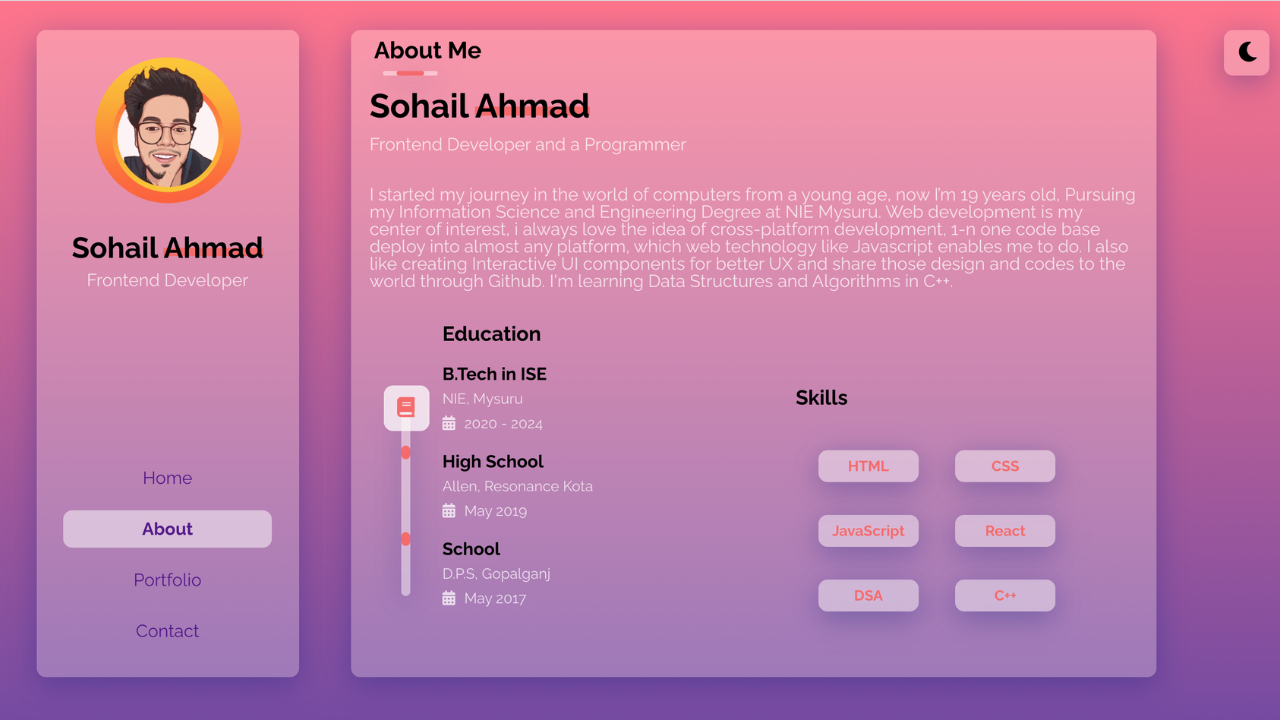 Sohail Ahmad
Frontend Developer
Home
About
Portfolio
Contact
About Me
Sohail Ahmad
Frontend Developer and a Programmer
I started my journey in the world of computers from a young age, now I'm 19 years old, Pursuing
my Information Science and Engineering Degree at NIE Mysuru. Web development is my
center of interest, i always love the idea of cross-platform development, 1-n one code base
deploy into almost any platform, which web technology like Javascript enables me to do. I also
like creating Interactive UI components for better UX and share those design and codes to the
world through Github. I'm learning Data Structures and Algorithms in C++.
Education
B.Tech in ISE
NIE, Mysuru
2020 - 2024
High School
Allen, Resonance Kota
May 2019
School
D.P.S, Gopalganj
May 2017
Skills
HTML
CSS
JavaScript
React
DSA
C++